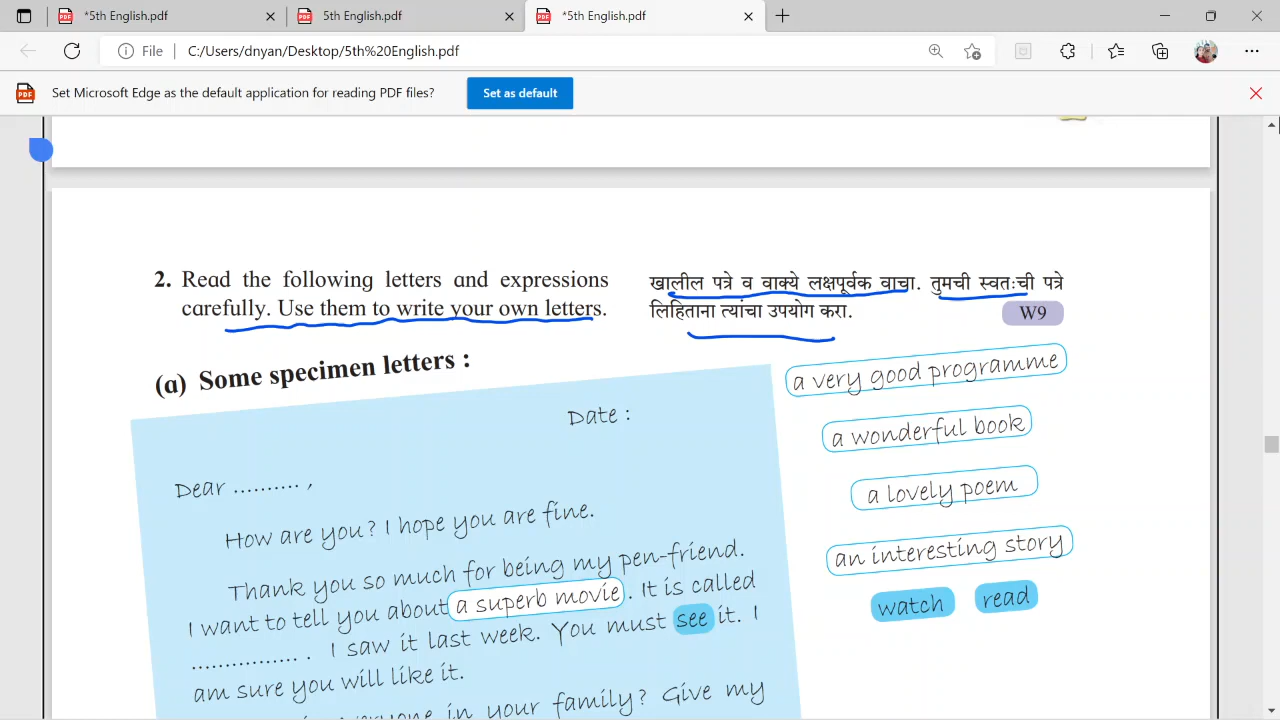 *5th English.pdf
5th English.pdf
*5th English.pdf
File
C:/Users/dnyan/Desktop/5th%20English.pdf
Set Microsoft Edge as the default application for reading PDF files?
Set as default
2. Read the following letters and expressions
carefully. Use them to write your own letters.
खालील पत्रे व वाक्ये लक्षपूर्वक वाचा. तुमची स्वतःची पत्रे
लिहिताना त्यांचा उपयोग करा.
W9
(a) Some specimen letters :
Date :
Dear .......... ,
How are you? I hope you are fine.
Thank you so much for being my pen-friend.
I want to tell you about a superb movie. It is called
................ . I saw it last week. You must see it. I
am sure you will like it.
in your family? Give my
a very good programme
a wonderful book
a lovely poem
an interesting story
watch
read